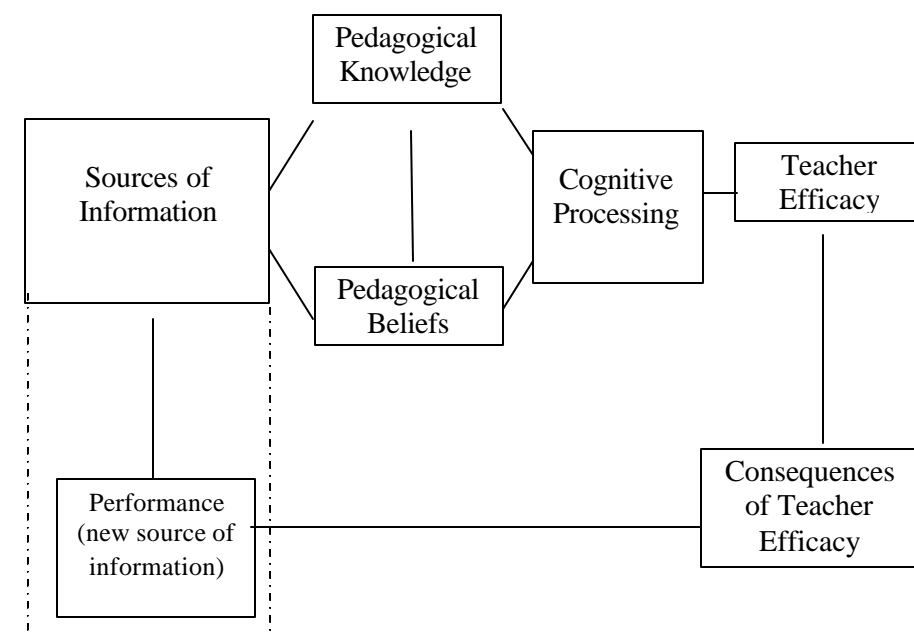 Pedagogical
Knowledge
Sources of
Information
Cognitive
Processing
Teacher
Efficacy
Pedagogical
Beliefs
Performance
(new source of
information)
Consequences
of Teacher
Efficacy